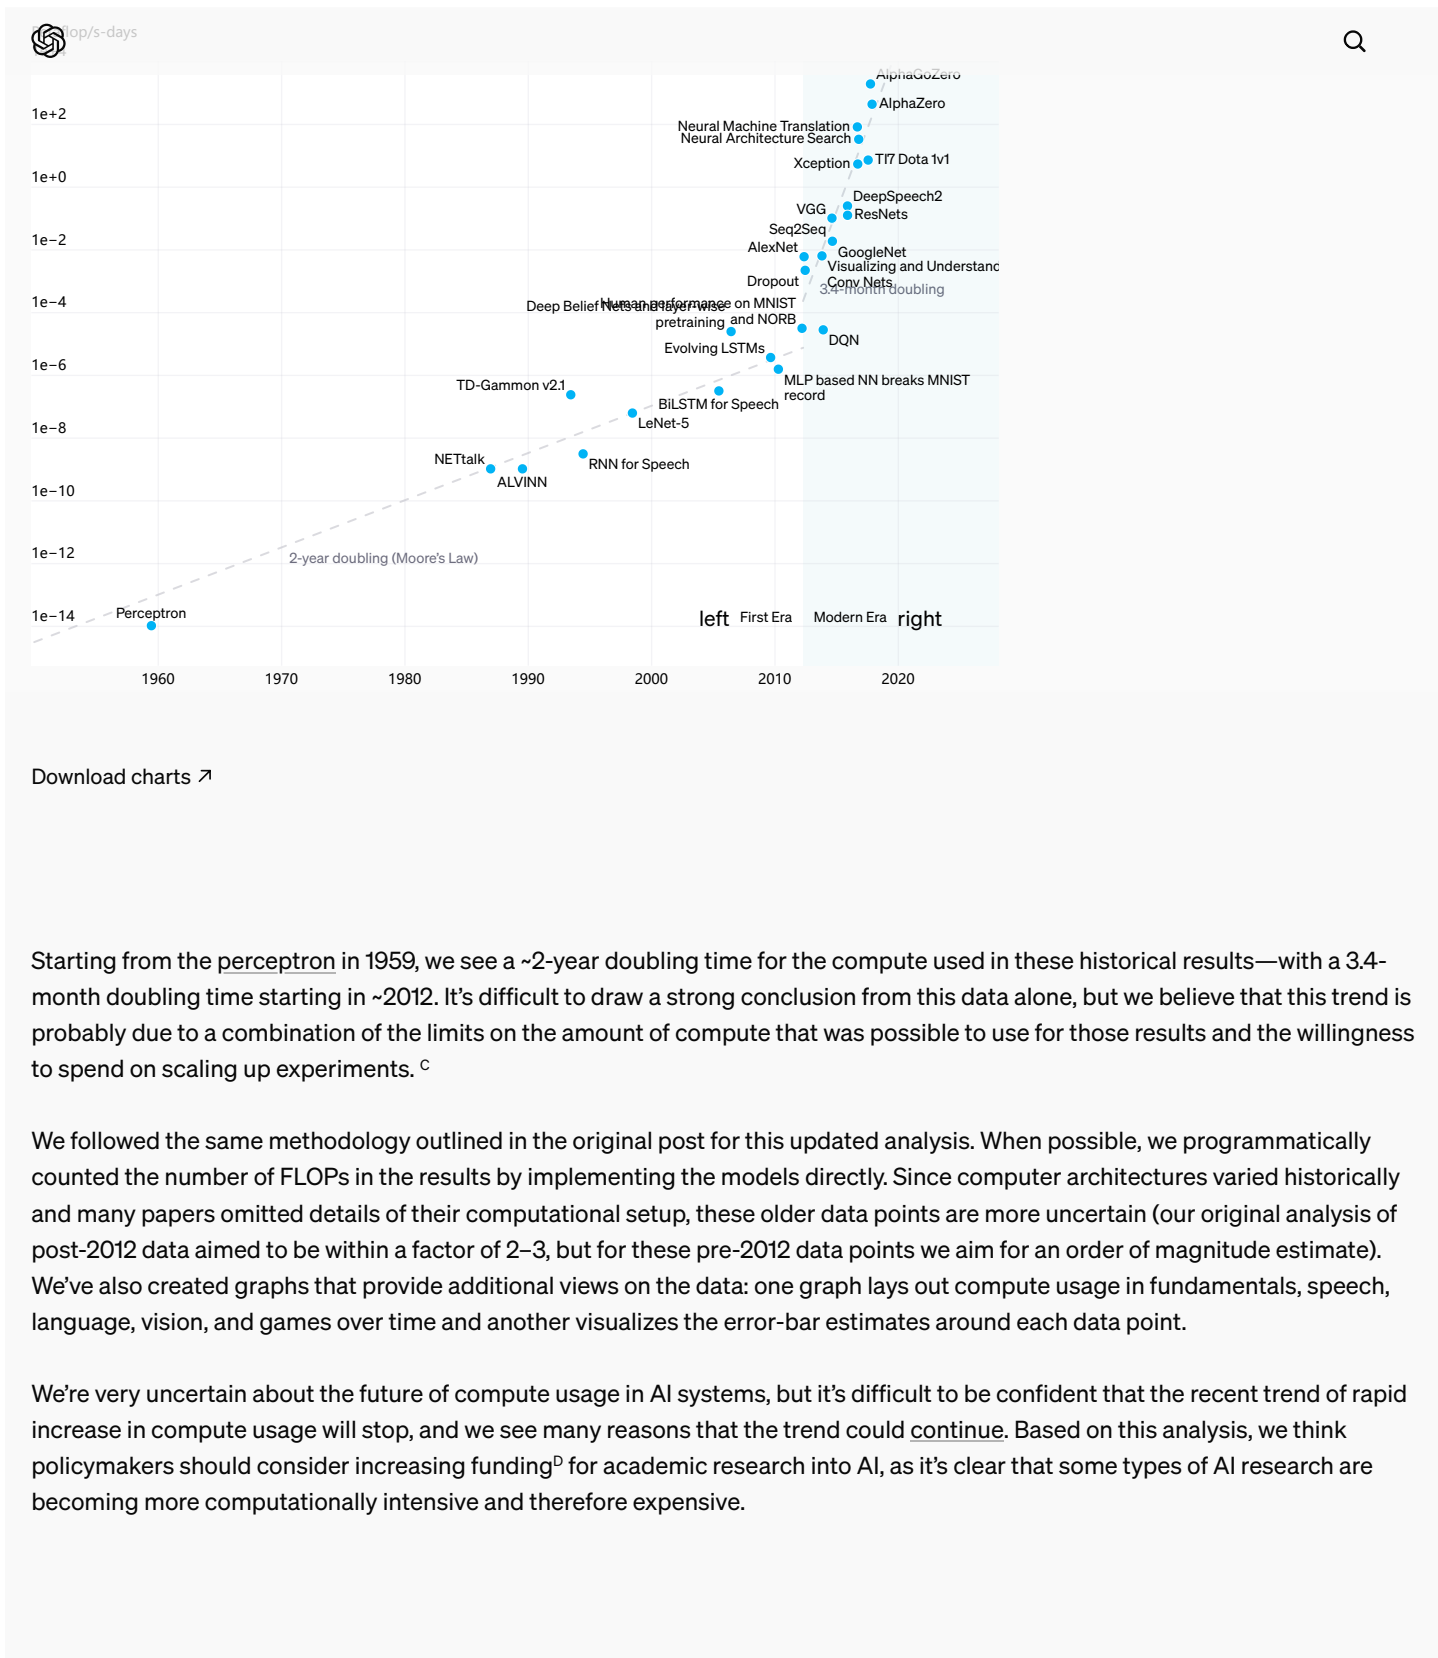 flop/s-days
AlphaGoZero
1e+2
AlphaZero
Neural Machine Translation
Neural Architecture Search
TI7 Dota 1v1
Xception
1e+0
DeepSpeech2
VGG
ResNets
Seq2Seq
1e−2
AlexNet
GoogleNet
Visualizing and Understand
Conv Nets
Dropout
3.4-month doubling
1e−4
Human performance on MNIST
and NORB
Deep Belief Nets and layer-wise
pretraining
DQN
Evolving LSTMs
1e−6
MLP based NN breaks MNIST
record
TD-Gammon v2.1
BiLSTM for Speech
LeNet-5
1e−8
NETtalk
RNN for Speech
ALVINN
1e−10
1e−12
2-year doubling (Moore’s Law)
1e−14
Perceptron
left First Era Modern Era right
1960 1970 1980 1990 2000 2010 2020
Download charts ↗
Starting from the perceptron in 1959, we see a ~2-year doubling time for the compute used in these historical results—with a 3.4-
month doubling time starting in ~2012. It’s difficult to draw a strong conclusion from this data alone, but we believe that this trend is
probably due to a combination of the limits on the amount of compute that was possible to use for those results and the willingness
to spend on scaling up experiments. C
We followed the same methodology outlined in the original post for this updated analysis. When possible, we programmatically
counted the number of FLOPs in the results by implementing the models directly. Since computer architectures varied historically
and many papers omitted details of their computational setup, these older data points are more uncertain (our original analysis of
post-2012 data aimed to be within a factor of 2–3, but for these pre-2012 data points we aim for an order of magnitude estimate).
We’ve also created graphs that provide additional views on the data: one graph lays out compute usage in fundamentals, speech,
language, vision, and games over time and another visualizes the error-bar estimates around each data point.
We’re very uncertain about the future of compute usage in AI systems, but it’s difficult to be confident that the recent trend of rapid
increase in compute usage will stop, and we see many reasons that the trend could continue. Based on this analysis, we think
policymakers should consider increasing fundingD for academic research into AI, as it’s clear that some types of AI research are
becoming more computationally intensive and therefore expensive.